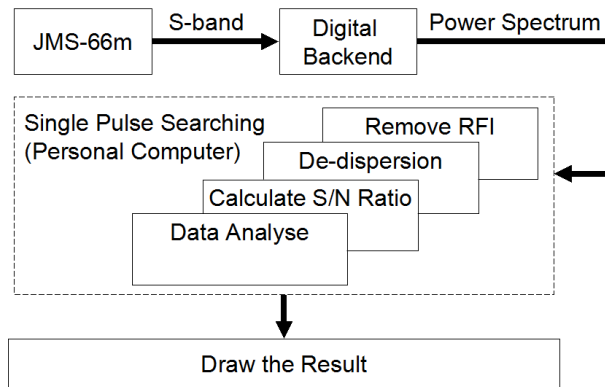 JMS-66m
S-band
Digital
Backend
Power Spectrum
Single Pulse Searching
(Personal Computer)
Remove RFI
De-dispersion
Calculate S/N Ratio
Data Analyse
Draw the Result